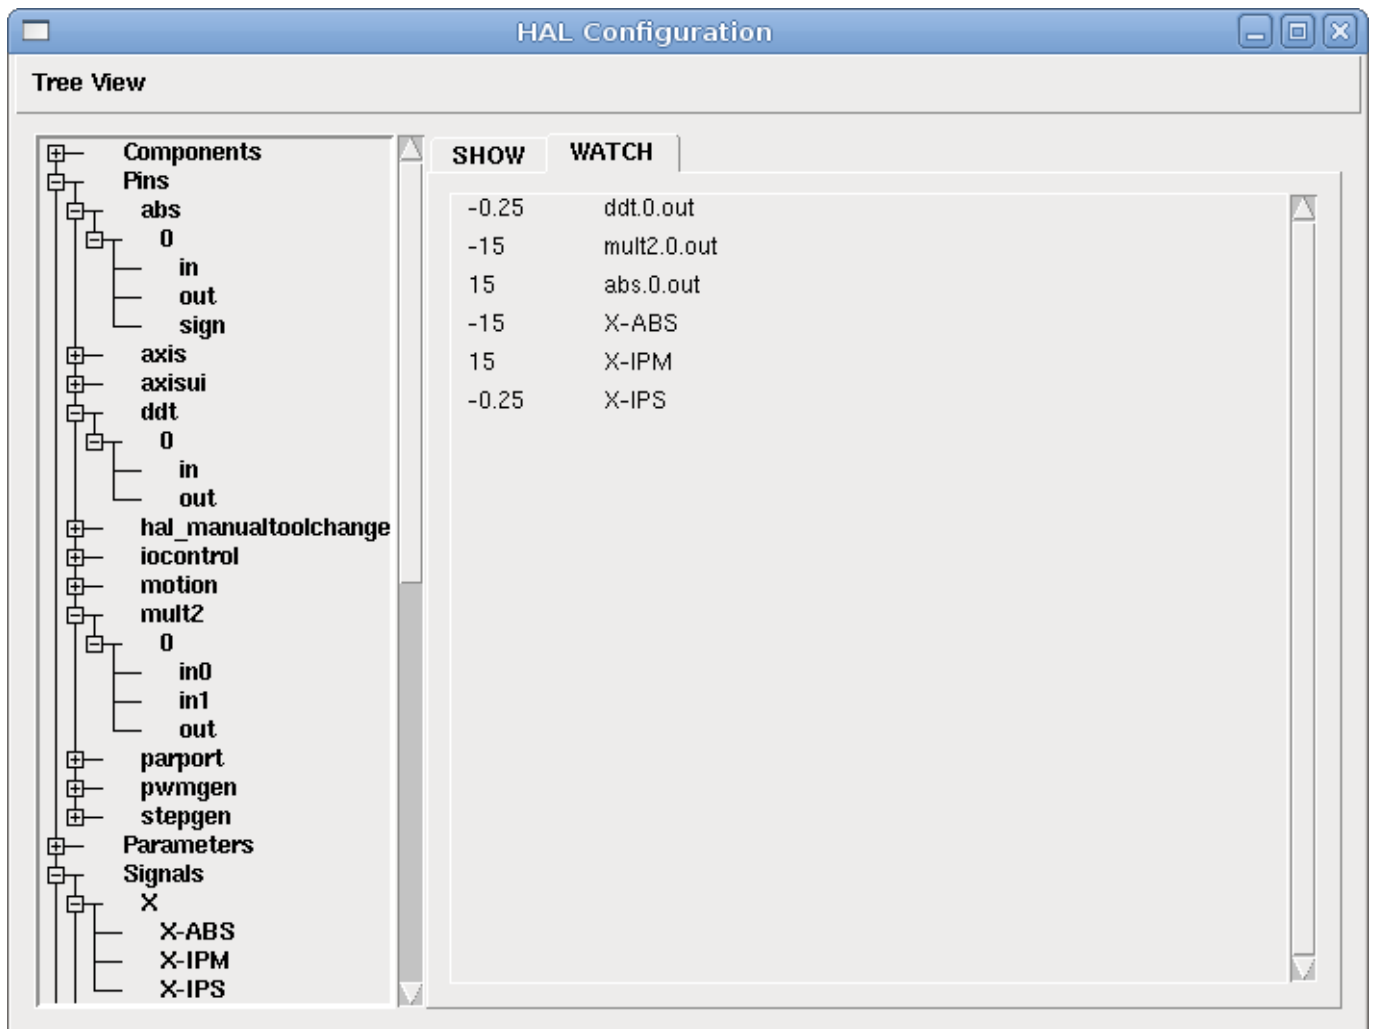 HAL Configuration
Tree View
Components
Pins
abs
0
in
out
sign
axis
axisui
ddt
0
in
out
hal_manualtoolchange
iocontrol
motion
mult2
0
in0
in1
out
parport
pwmgen
stepgen
Parameters
Signals
X
X-ABS
X-IPM
X-IPS
SHOW WATCH
-0.25 ddt.0.out
-15 mult2.0.out
15 abs.0.out
-15 X-ABS
15 X-IPM
-0.25 X-IPS